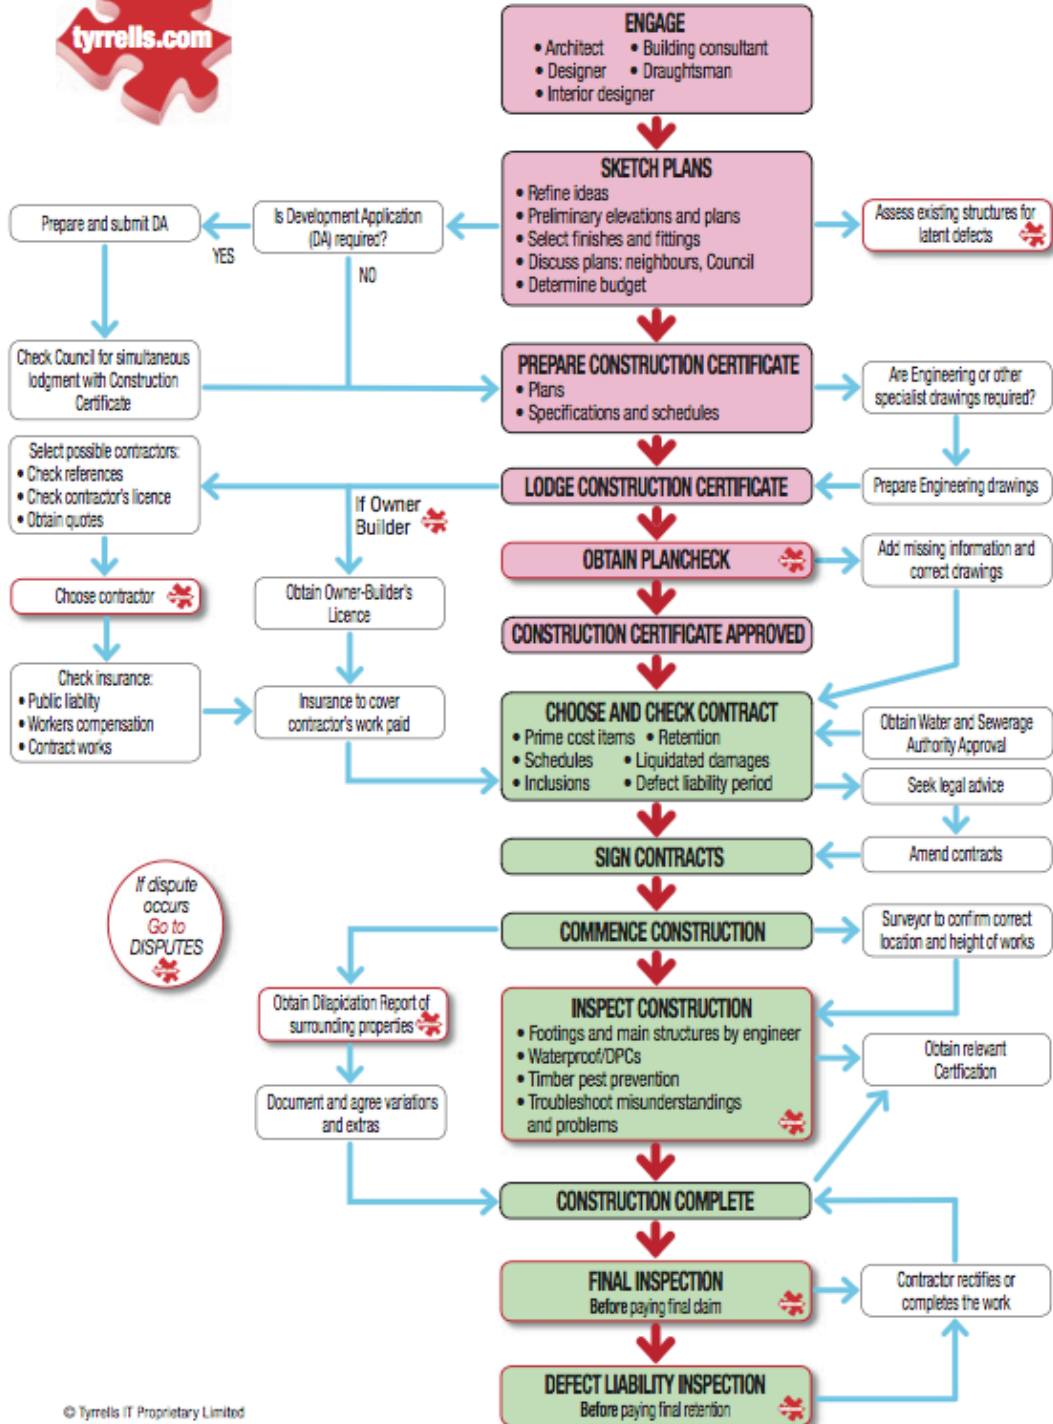 tyrrells.com
ENGAGE
• Architect • Building consultant
• Designer • Draughtsman
• Interior designer
SKETCH PLANS
• Refine ideas
• Preliminary elevations and plans
• Select finishes and fittings
• Discuss plans: neighbours, Council
• Determine budget
Assess existing structures for
latent defects
Is Development Application
(DA) required?
YES
NO
Prepare and submit DA
Check Council for simultaneous
lodgment with Construction
Certificate
PREPARE CONSTRUCTION CERTIFICATE
• Plans
• Specifications and schedules
Are Engineering or other
specialist drawings required?
Prepare Engineering drawings
LODGE CONSTRUCTION CERTIFICATE
Select possible contractors:
• Check references
• Check contractor's licence
• Obtain quotes
If Owner
Builder
Choose contractor
Obtain Owner-Builder's
Licence
Check insurance:
• Public liablity
• Workers compensation
• Contract works
Insurance to cover
contractor's work paid
OBTAIN PLANCHECK
Add missing information and
correct drawings
CONSTRUCTION CERTIFICATE APPROVED
CHOOSE AND CHECK CONTRACT
• Prime cost items • Retention
• Schedules • Liquidated damages
• Inclusions • Defect liability period
Obtain Water and Sewerage
Authority Approval
Seek legal advice
Amend contracts
SIGN CONTRACTS
If dispute
occurs
Go to
DISPUTES
COMMENCE CONSTRUCTION
Surveyor to confirm correct
location and height of works
Obtain Dilapidation Report of
surrounding properties
Document and agree variations
and extras
INSPECT CONSTRUCTION
• Footings and main structures by engineer
• Waterproof/DPCs
• Timber pest prevention
• Troubleshoot misunderstandings
and problems
Obtain relevant
Certfication
CONSTRUCTION COMPLETE
FINAL INSPECTION
Before paying final claim
Contractor rectifies or
completes the work
DEFECT LIABILITY INSPECTION
Before paying final retention
© Tyrrells IT Proprietary Limited